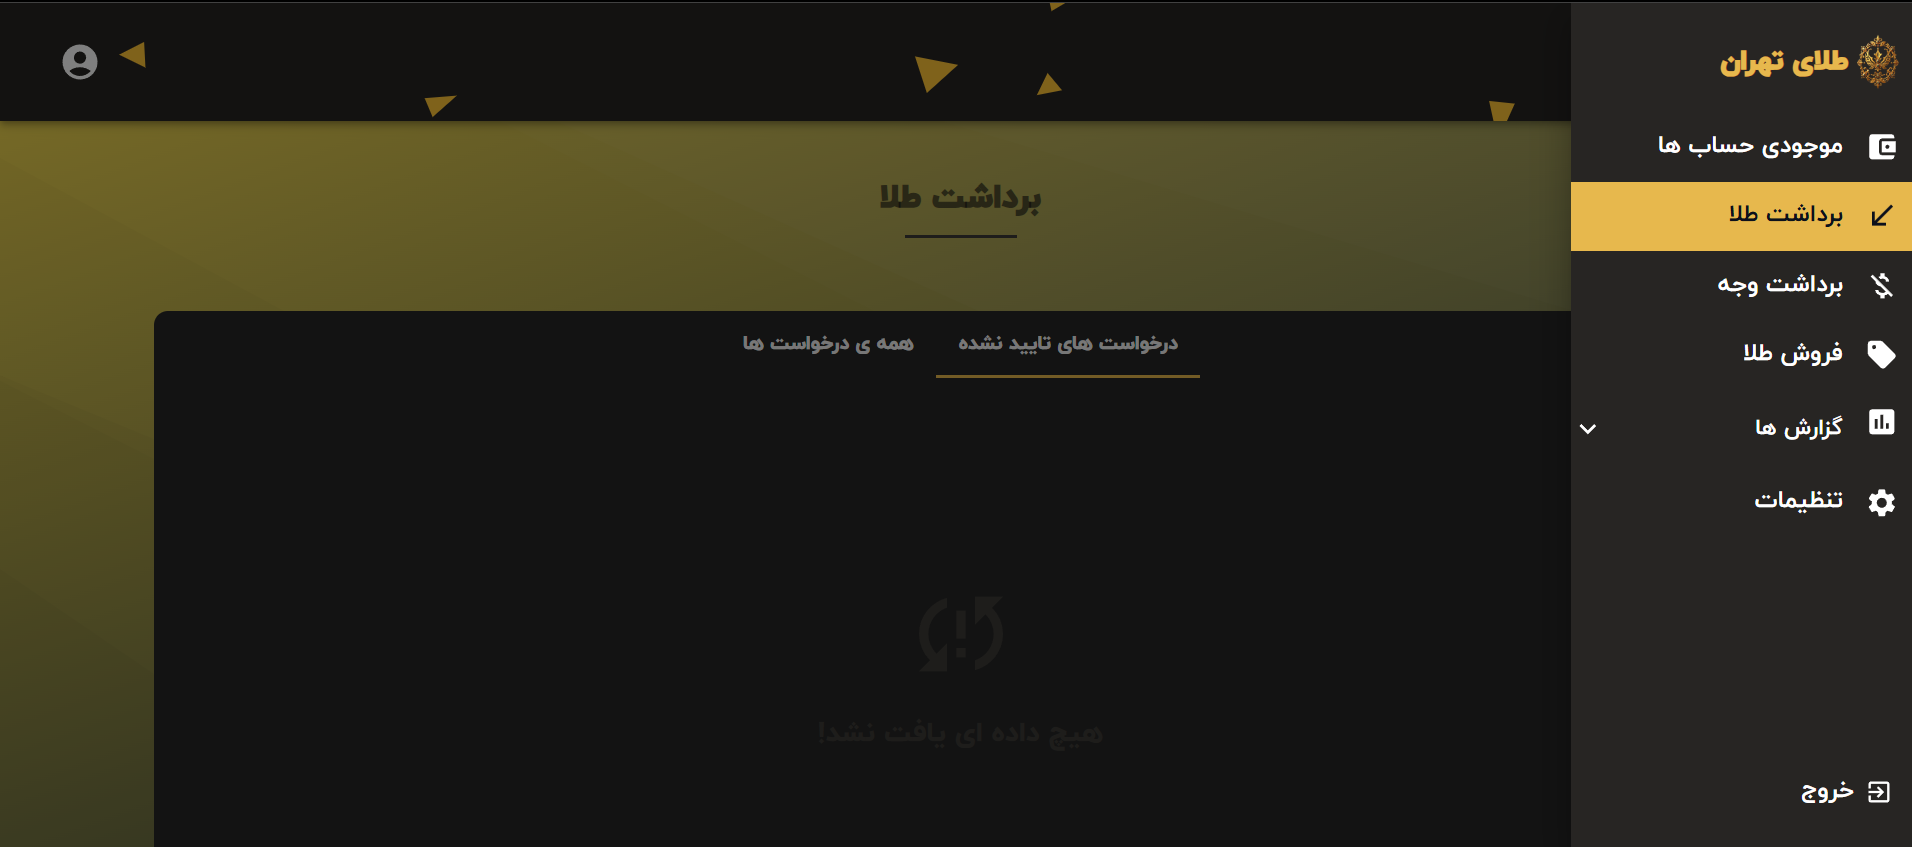 طلای تهران
موجودی حساب ها
برداشت طلا
برداشت وجه
فروش طلا
گزارش ها
تنظیمات
خروج
برداشت طلا
درخواست های تایید نشده
همه ی درخواست ها
هیچ داده ای یافت نشد!